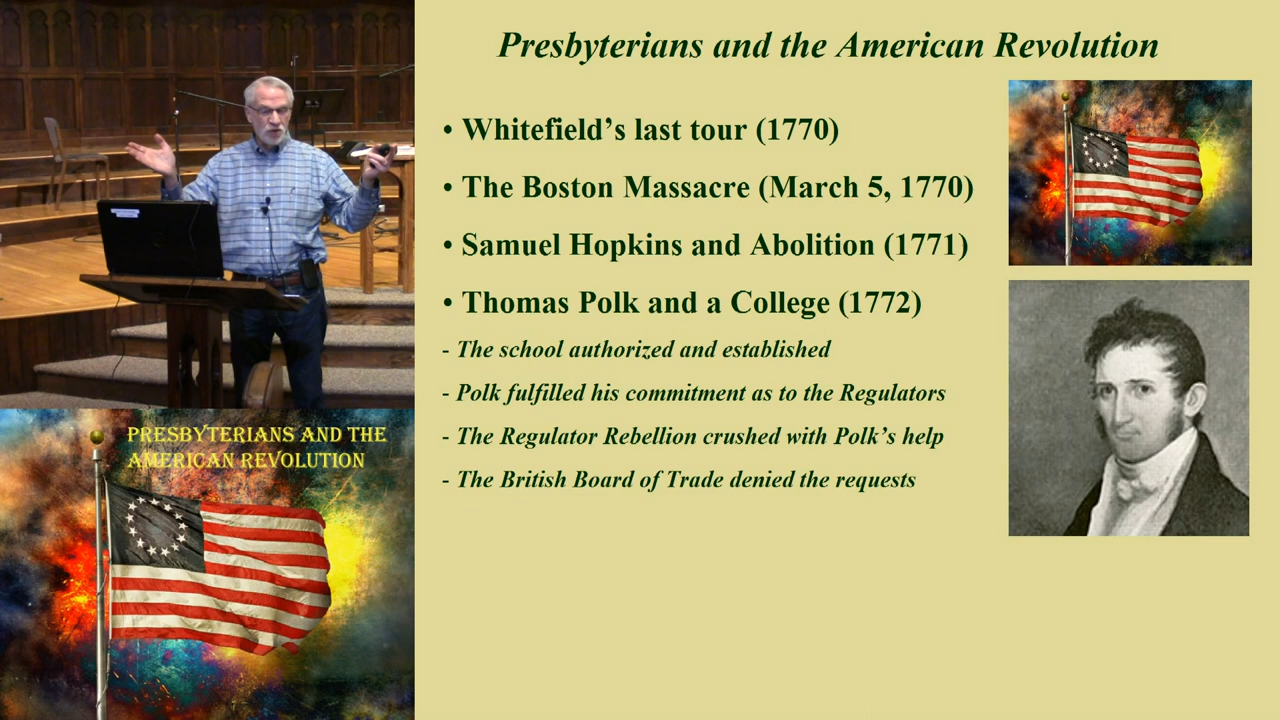 Presbyterians and the American Revolution
• Whitefield’s last tour (1770)
• The Boston Massacre (March 5, 1770)
• Samuel Hopkins and Abolition (1771)
• Thomas Polk and a College (1772)
- The school authorized and established
- Polk fulfilled his commitment as to the Regulators
- The Regulator Rebellion crushed with Polk’s help
- The British Board of Trade denied the requests
PRESBYTERIANS AND THE
AMERICAN REVOLUTION